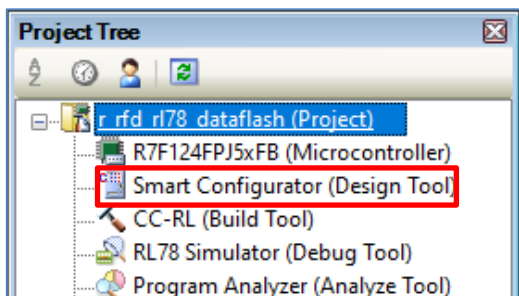 Project Tree
r_rfd_rl78_dataflash (Project)
R7F124FPJ5xFB (Microcontroller)
Smart Configurator (Design Tool)
CC-RL (Build Tool)
RL78 Simulator (Debug Tool)
Program Analyzer (Analyze Tool)